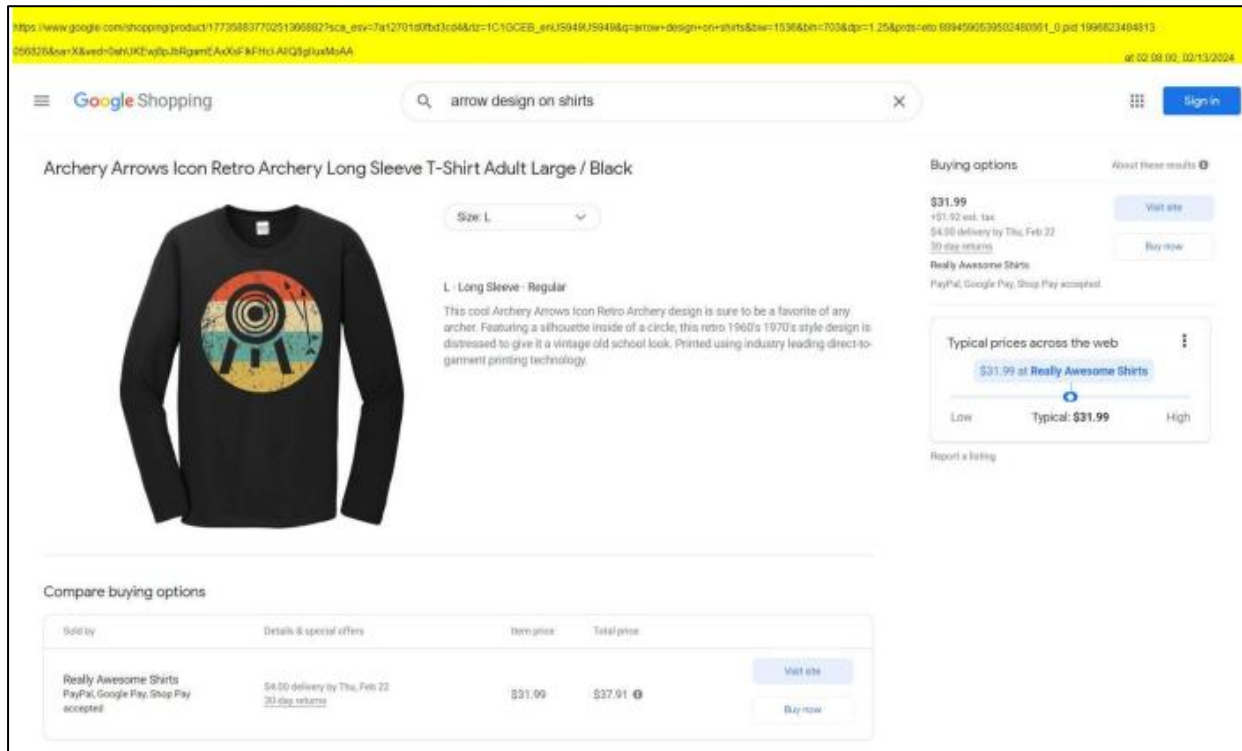 at 02:08:00, 02/13/2024
Google Shopping
arrow design on shirts
Sign in
Archery Arrows Icon Retro Archery Long Sleeve T-Shirt Adult Large / Black
Size: L
L · Long Sleeve · Regular
This cool Archery Arrows Icon Retro Archery design is sure to be a favorite of any
archer. Featuring a silhouette inside of a circle, this retro 1960's 1970's style design is
distressed to give it a vintage old school look. Printed using industry leading direct-to-
garment printing technology.
Buying options
About these results
$31.99
+$1.92 est. tax
$4.00 delivery by Thu, Feb 22
30-day returns
Really Awesome Shirts
PayPal, Google Pay, Shop Pay accepted
Visit site
Buy now
Typical prices across the web
$31.99 at Really Awesome Shirts
Low
Typical: $31.99
High
Report a listing
Compare buying options
Sold by
Details & special offers
Item price
Total price
Really Awesome Shirts
PayPal, Google Pay, Shop Pay
accepted
$4.00 delivery by Thu, Feb 22
30-day returns
$31.99
$37.91
Visit site
Buy now